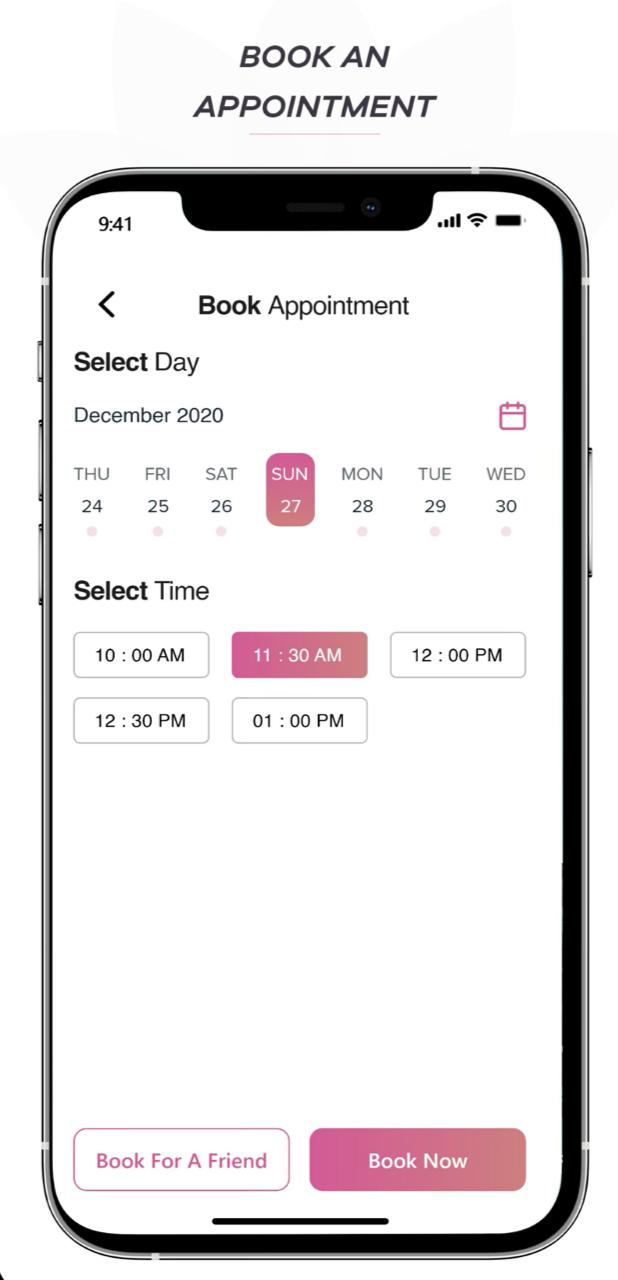 BOOK AN
APPOINTMENT
9:41
Book Appointment
Select Day
December 2020
THU FRI SAT SUN MON TUE WED
24 25 26 27 28 29 30
Select Time
10 : 00 AM 11 : 30 AM 12 : 00 PM
12 : 30 PM 01 : 00 PM
Book For A Friend Book Now